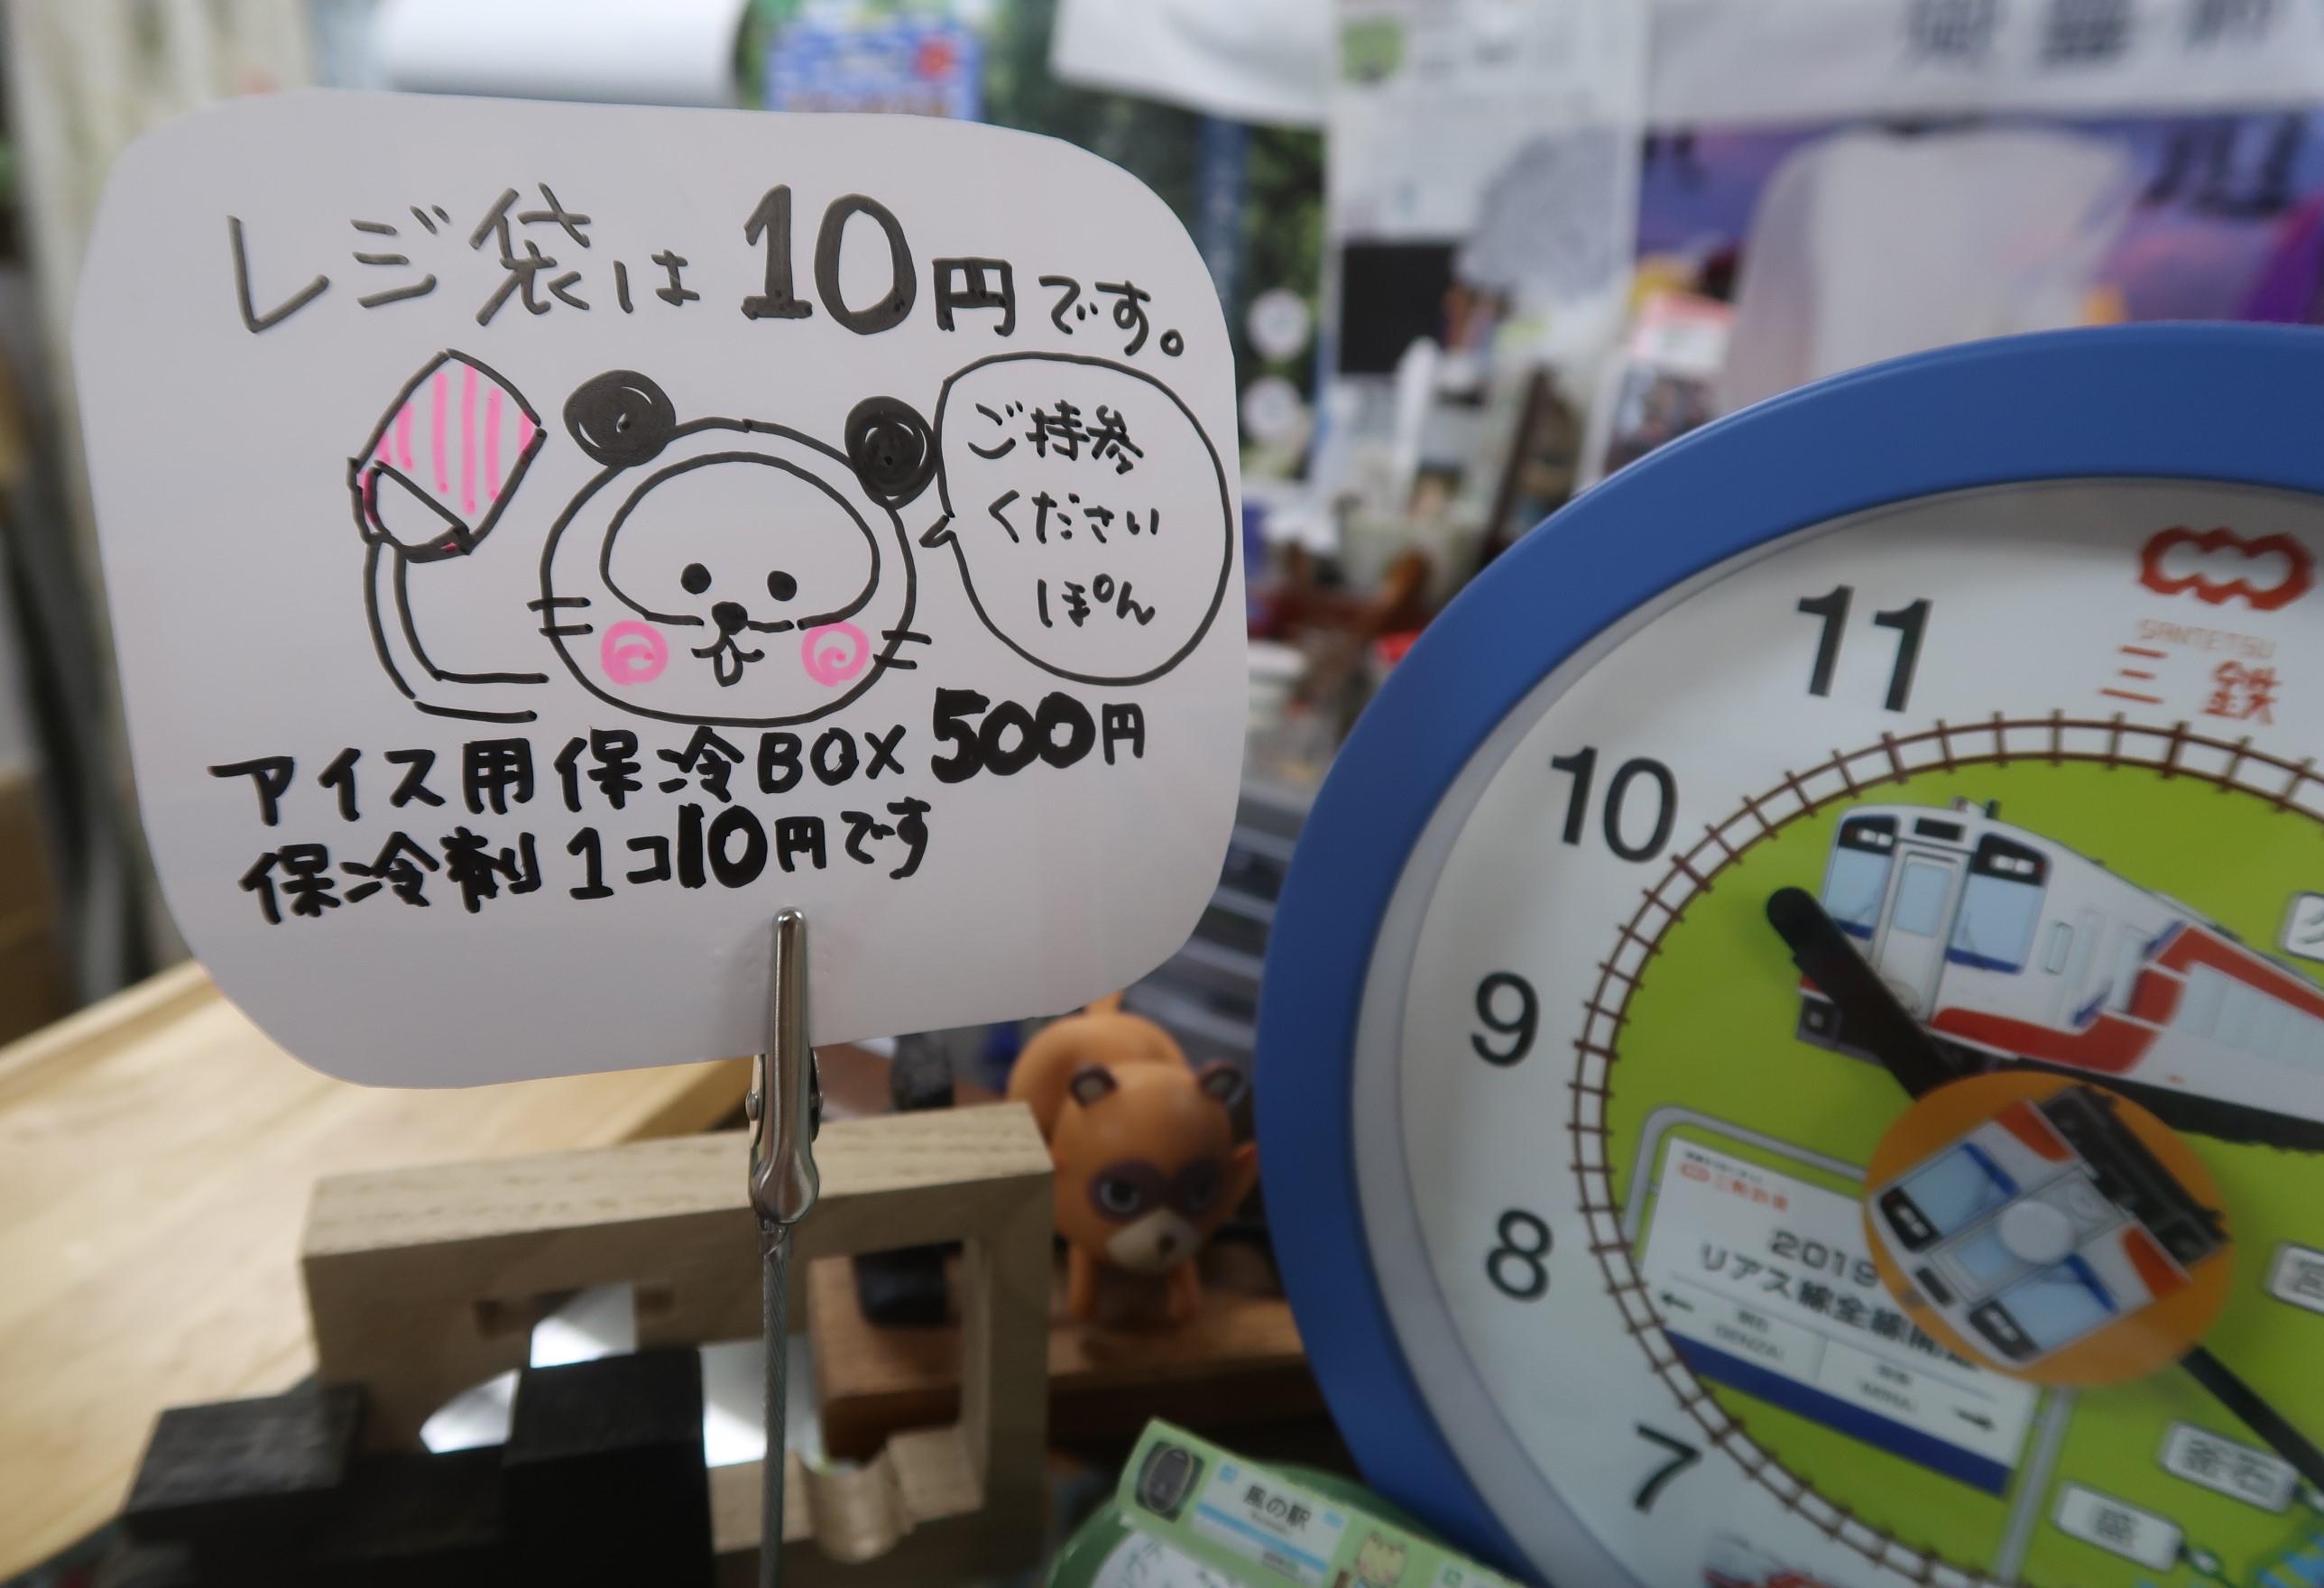 レジ袋は10円です。
ご持参
ください
ぽん
アイス用保冷BOX 500円
保冷剤1コ10円です
SANTETSU
三鉄
11
10
9
8
7
2019
リアス線全線
釜石
風の駅